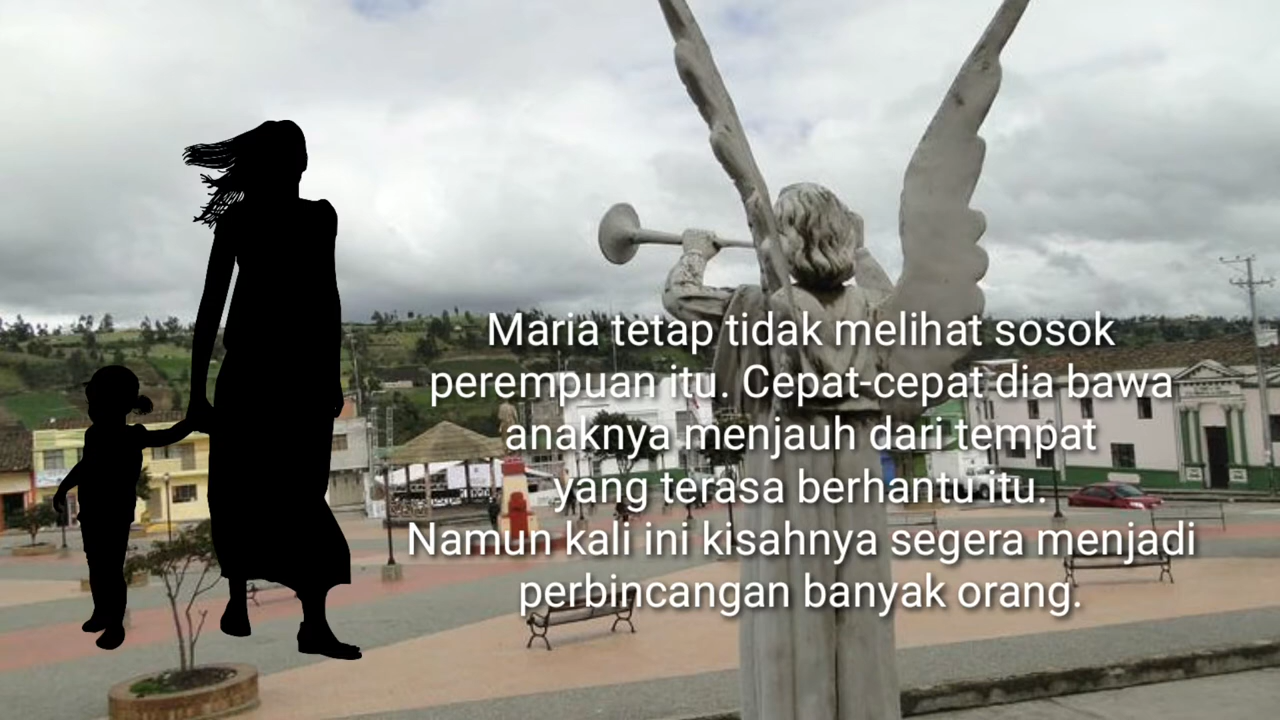 Maria tetap tidak melihat sosok
perempuan itu. Cepat-cepat dia bawa
anaknya menjauh dari tempat
yang terasa berhantu itu.
Namun kali ini kisahnya segera menjadi
perbincangan banyak orang.